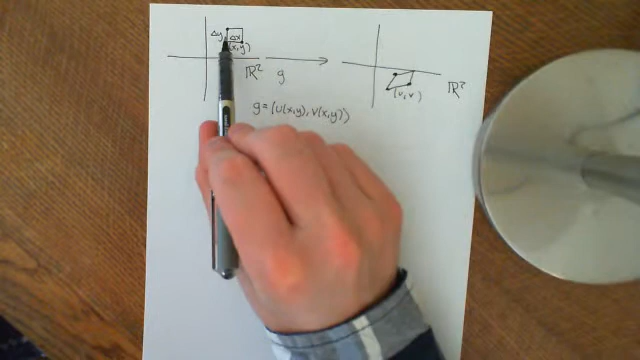 Δy Δx
(x,y)
ℝ² g ℝ²
(u,v)
g=(u(x,y),v(x,y))